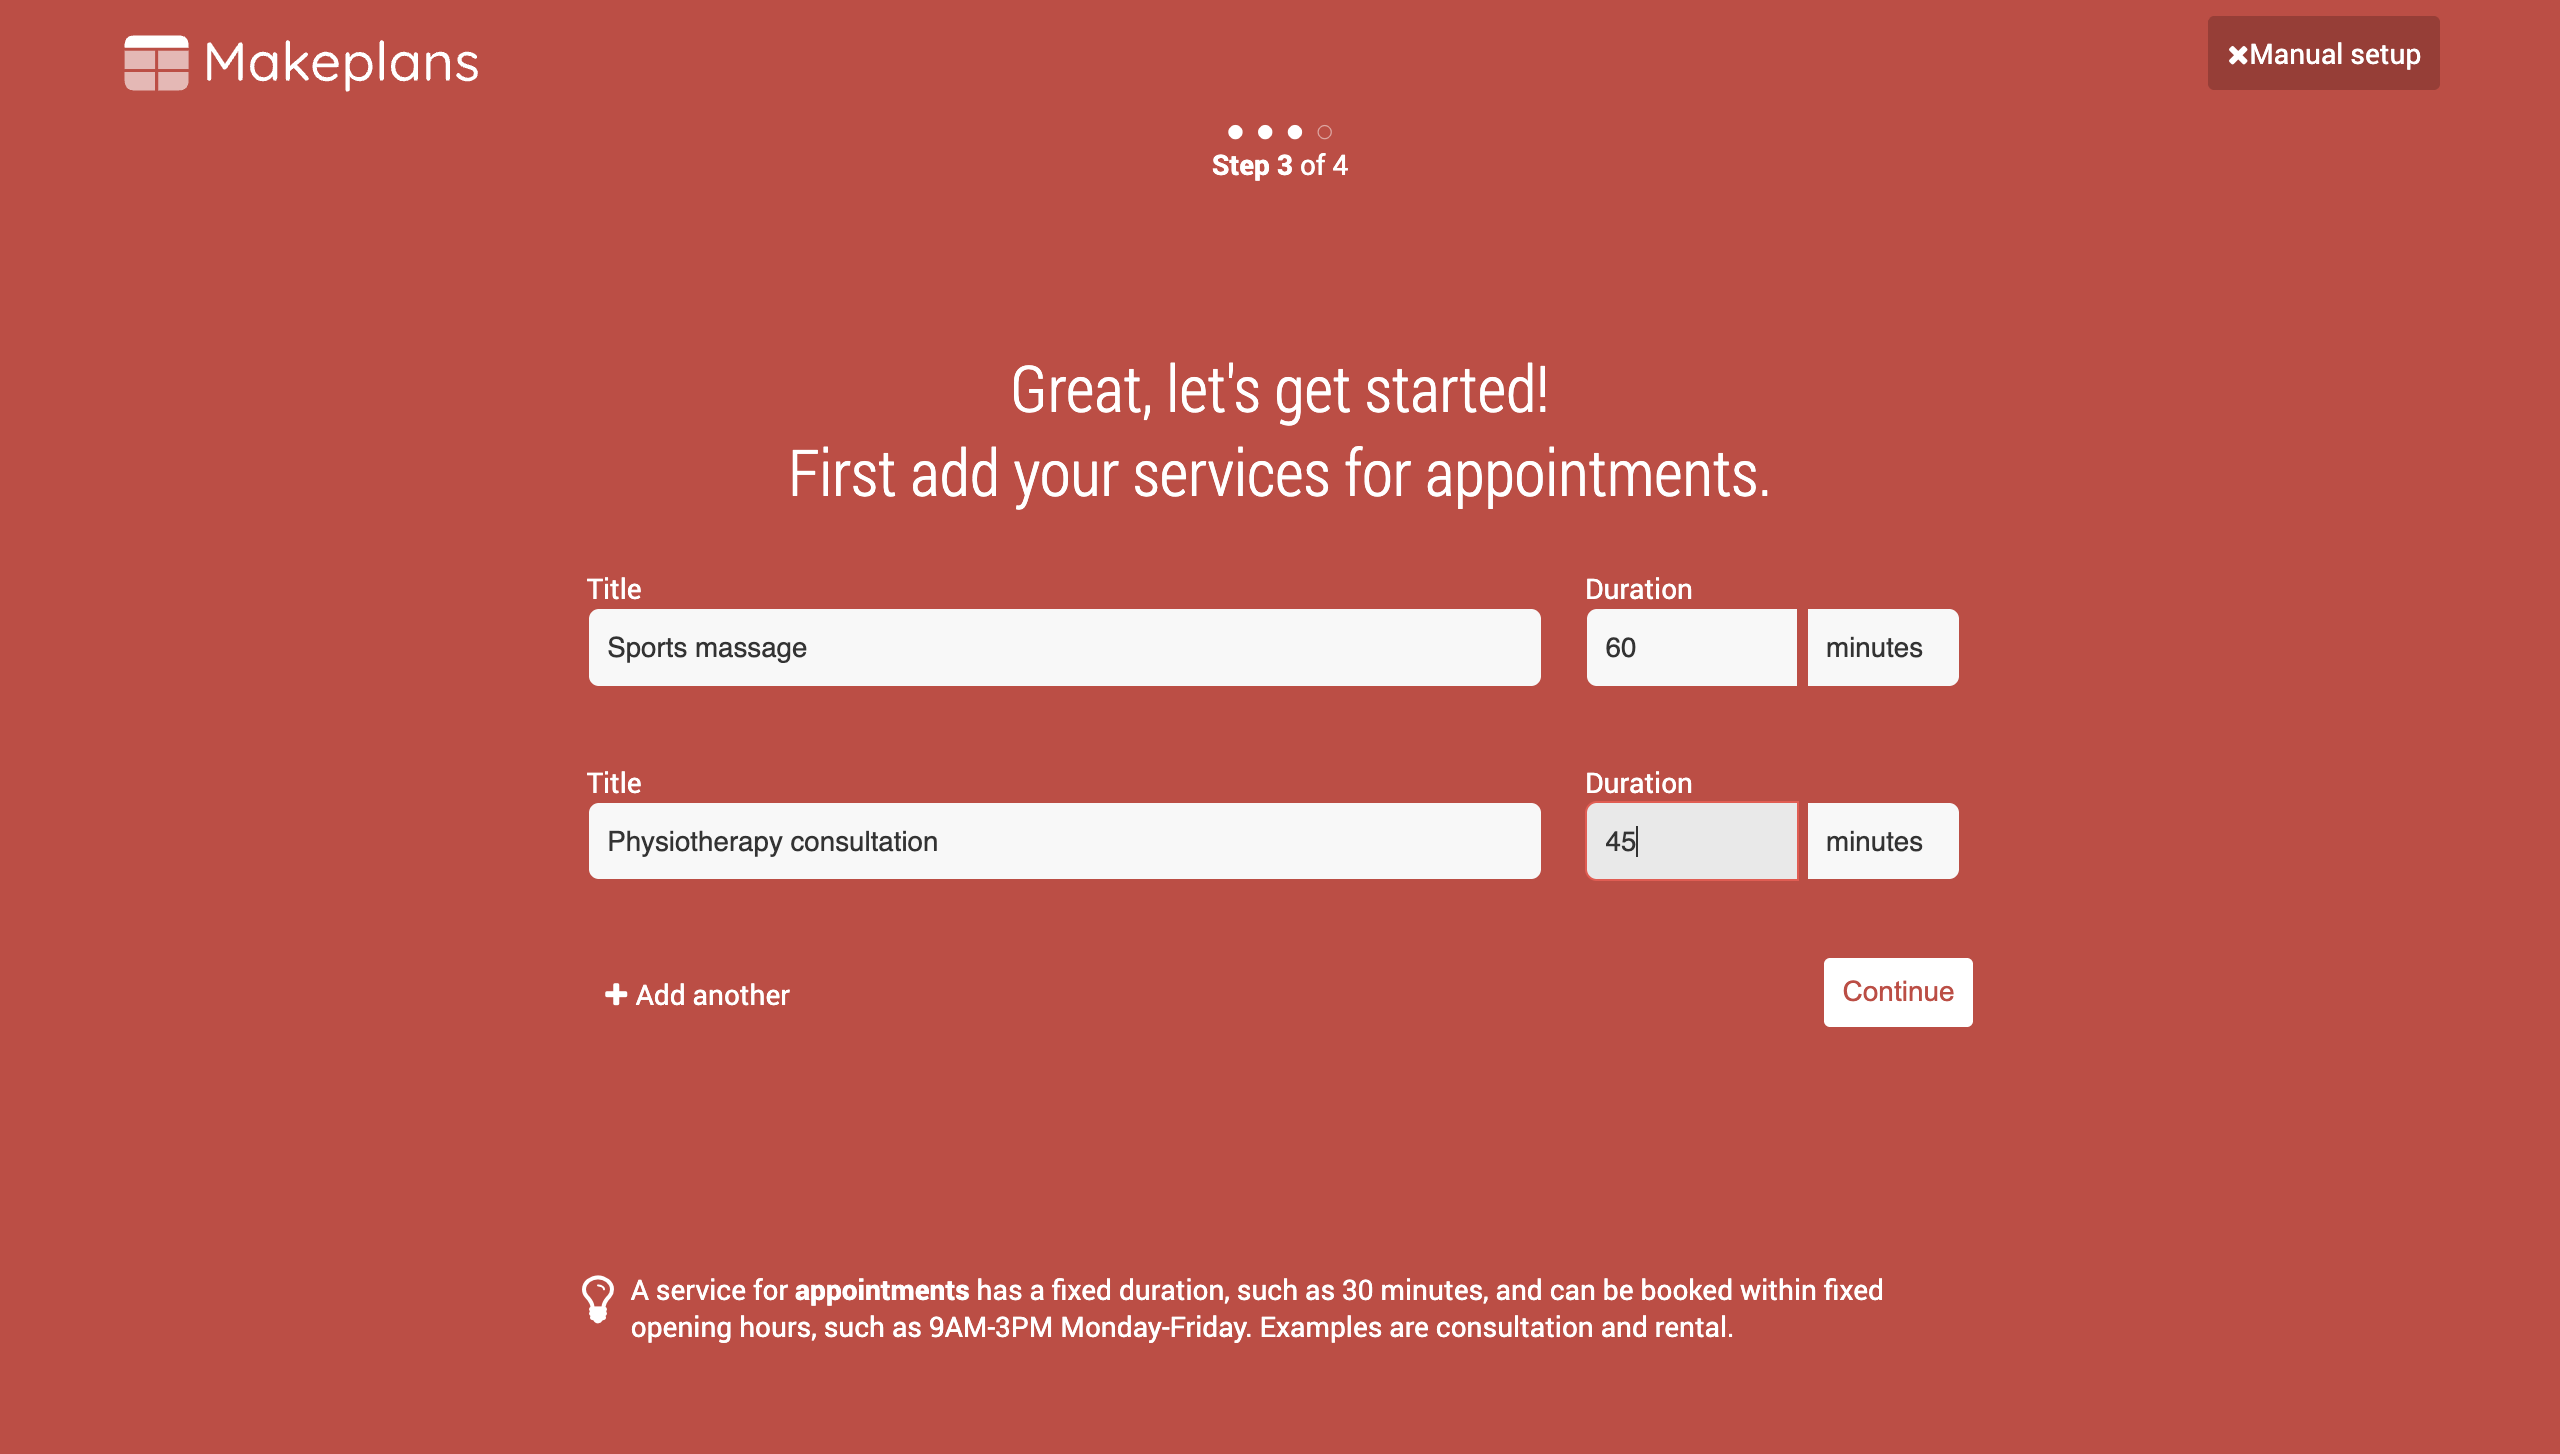 Makeplans
Manual setup
Step 3 of 4
Great, let's get started!
First add your services for appointments.
Title
Duration
Sports massage
60
minutes
Title
Duration
Physiotherapy consultation
45
minutes
Add another
Continue
A service for appointments has a fixed duration, such as 30 minutes, and can be booked within fixed
opening hours, such as 9AM-3PM Monday-Friday. Examples are consultation and rental.